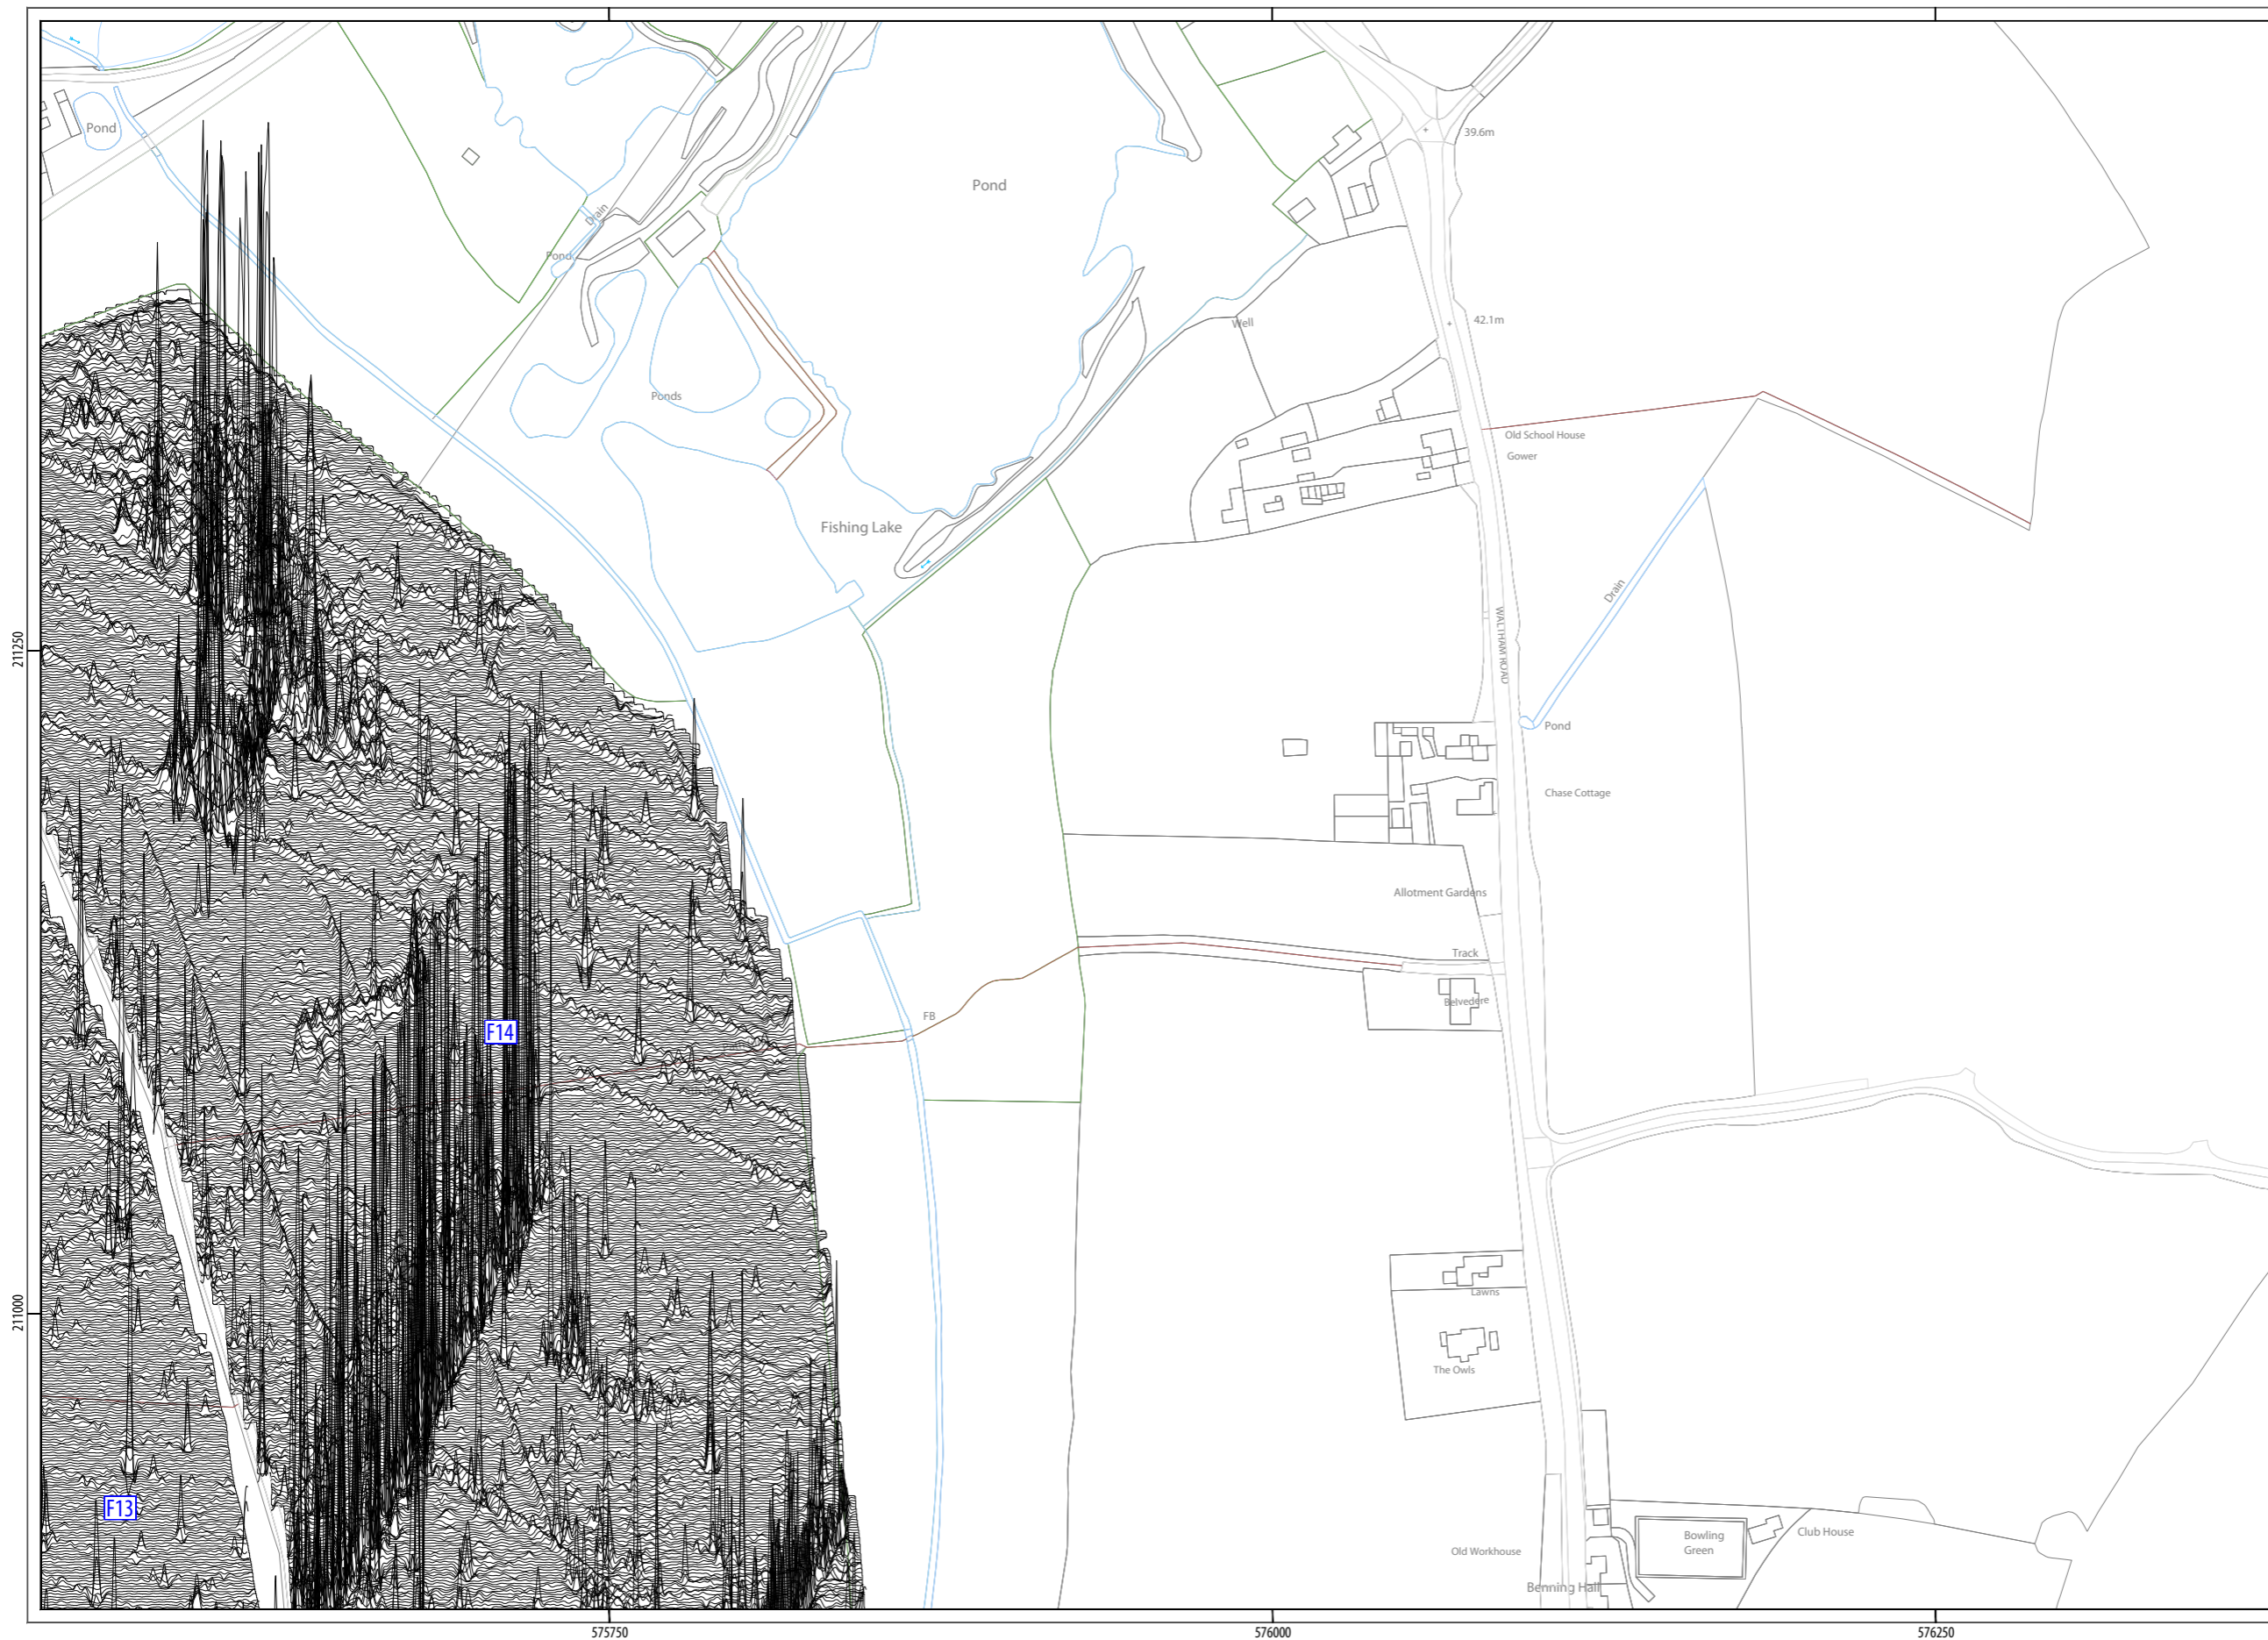 Pond
39.6m
Pond
Drain
Pond
42.1m
Well
Ponds
Old School House
Gower
Fishing Lake
Drain
WALTHAM ROAD
211250
Pond
Chase Cottage
Allotment Gardens
Track
Belvedere
FB
F14
Lawns
211000
The Owls
F13
Bowling
Green
Club House
Old Workhouse
Benning Hall
575750
576000
576250